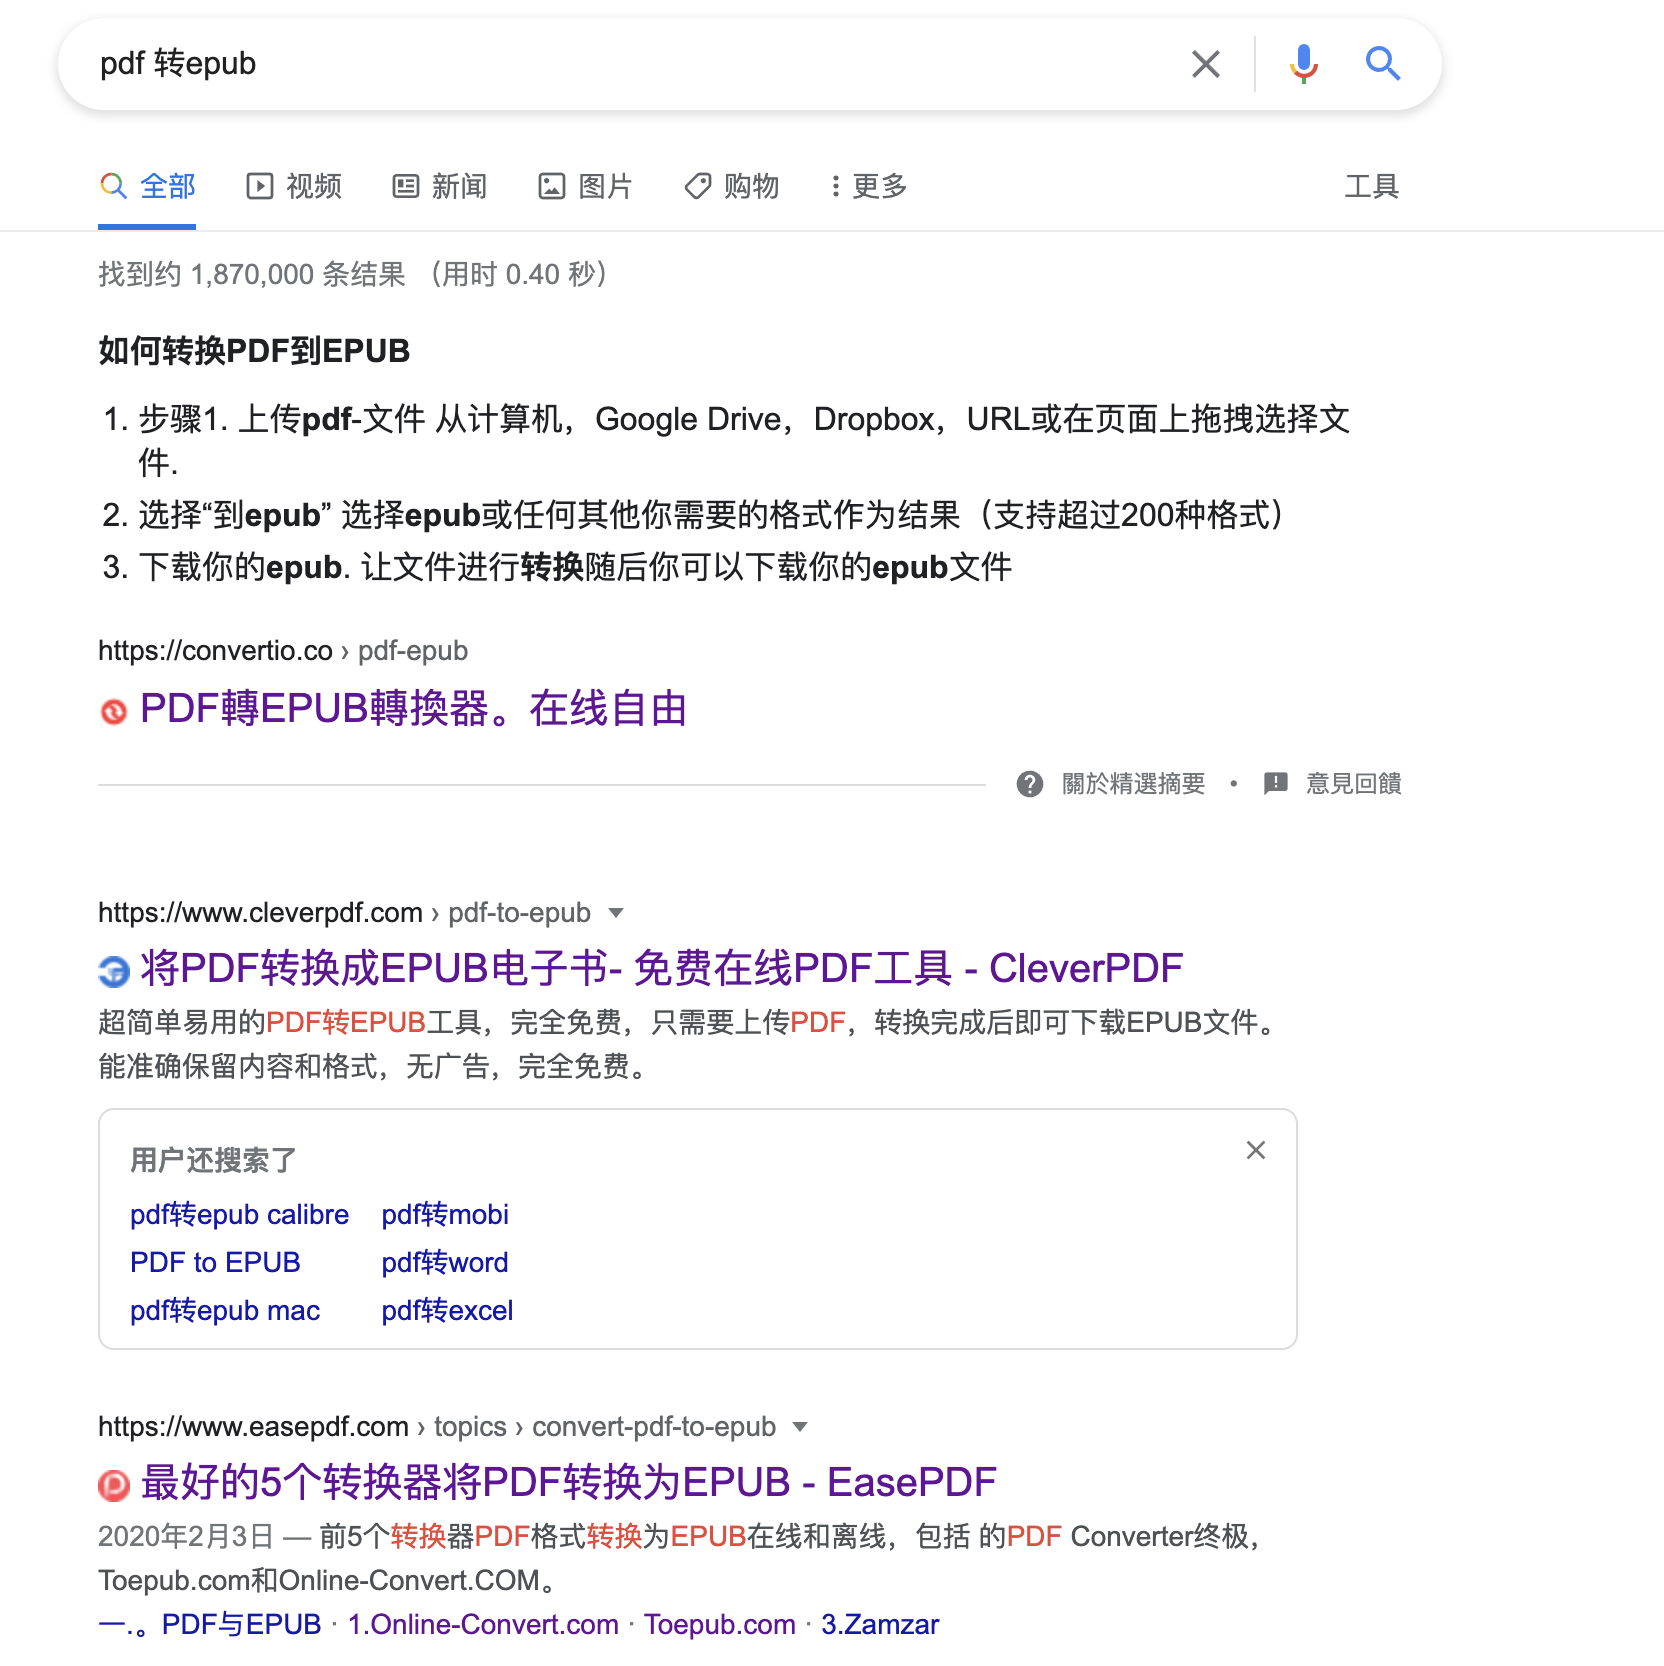 pdf 转epub
全部 视频 新闻 图片 购物 更多 工具
找到约 1,870,000 条结果 （用时 0.40 秒）
如何转换PDF到EPUB
1. 步骤1. 上传pdf-文件 从计算机，Google Drive，Dropbox，URL或在页面上拖拽选择文
件.
2. 选择“到epub” 选择epub或任何其他你需要的格式作为结果（支持超过200种格式）
3. 下载你的epub. 让文件进行转换随后你可以下载你的epub文件
https://convertio.co › pdf-epub
PDF轉EPUB轉換器。在线自由
關於精選摘要 • 意見回饋
https://www.cleverpdf.com › pdf-to-epub
将PDF转换成EPUB电子书- 免费在线PDF工具 - CleverPDF
超简单易用的PDF转EPUB工具，完全免费，只需要上传PDF，转换完成后即可下载EPUB文件。
能准确保留内容和格式，无广告，完全免费。
用户还搜索了
pdf转epub calibre pdf转mobi
PDF to EPUB pdf转word
pdf转epub mac pdf转excel
https://www.easepdf.com › topics › convert-pdf-to-epub
最好的5个转换器将PDF转换为EPUB - EasePDF
2020年2月3日 — 前5个转换器PDF格式转换为EPUB在线和离线，包括 的PDF Converter终极，
Toepub.com和Online-Convert.COM。
一.。PDF与EPUB · 1.Online-Convert.com · Toepub.com · 3.Zamzar